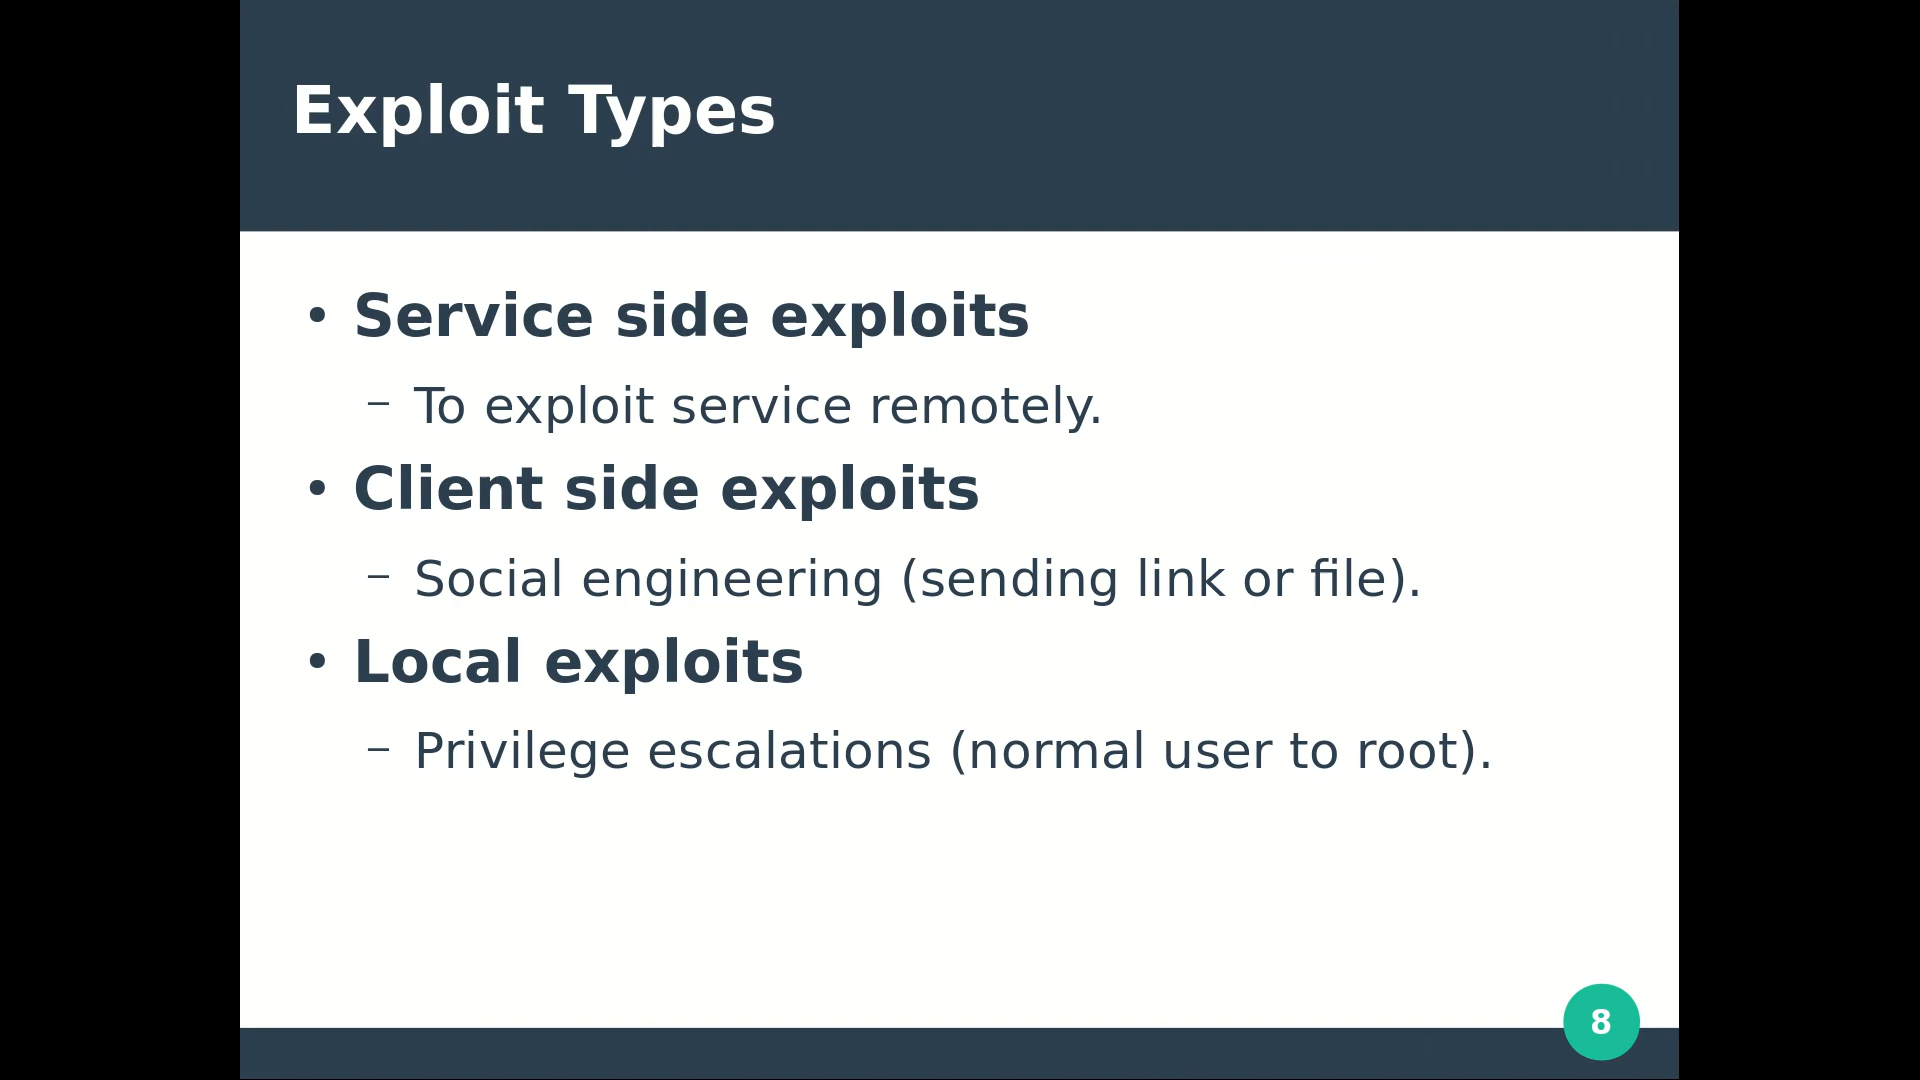 Exploit Types
• Service side exploits
– To exploit service remotely.
• Client side exploits
– Social engineering (sending link or file).
• Local exploits
– Privilege escalations (normal user to root).
8